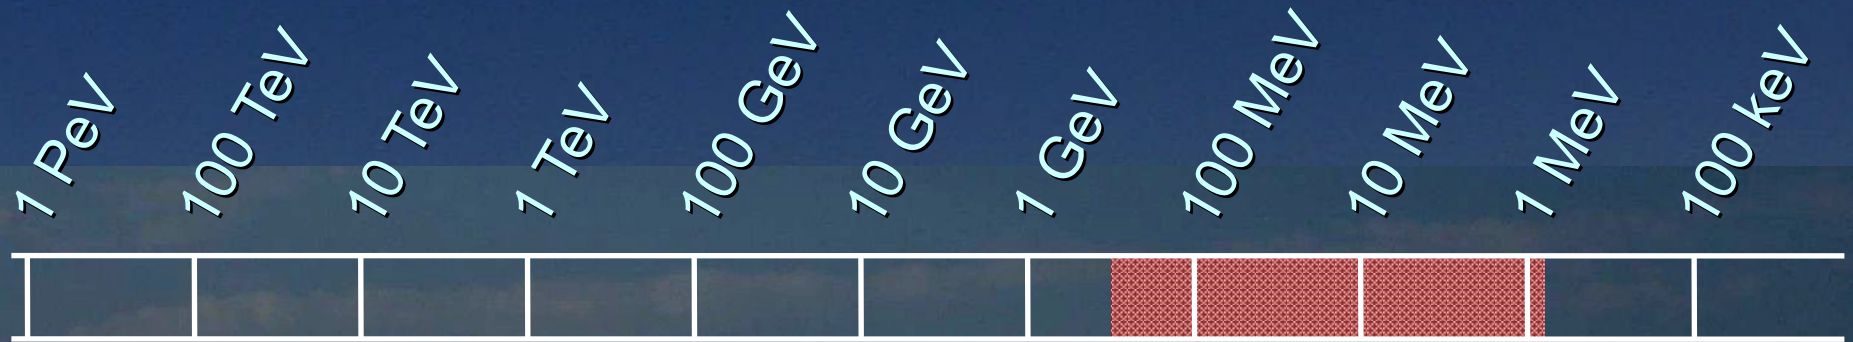 1 PeV
100 TeV
10 TeV
1 TeV
100 GeV
10 GeV
1 GeV
100 MeV
10 MeV
1 MeV
100 keV